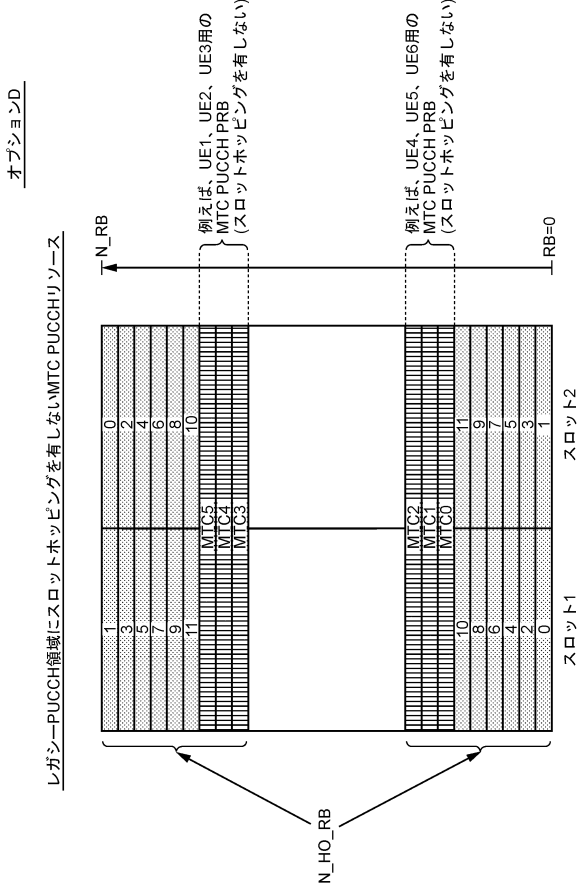 オプションD
レガシーPUCCH領域にスロットホッピングを有しないMTC PUCCHリソース
N_RB
1
3
5
7
9
11
0
2
4
6
8
10
MTC5
MTC4
MTC3
例えば、UE1、UE2、UE3用の
MTC PUCCH PRB
(スロットホッピングを有しない)
N_HO_RB
MTC2
MTC1
MTC0
例えば、UE4、UE5、UE6用の
MTC PUCCH PRB
(スロットホッピングを有しない)
10
8
6
4
2
0
11
9
7
5
3
1
RB=0
スロット1
スロット2